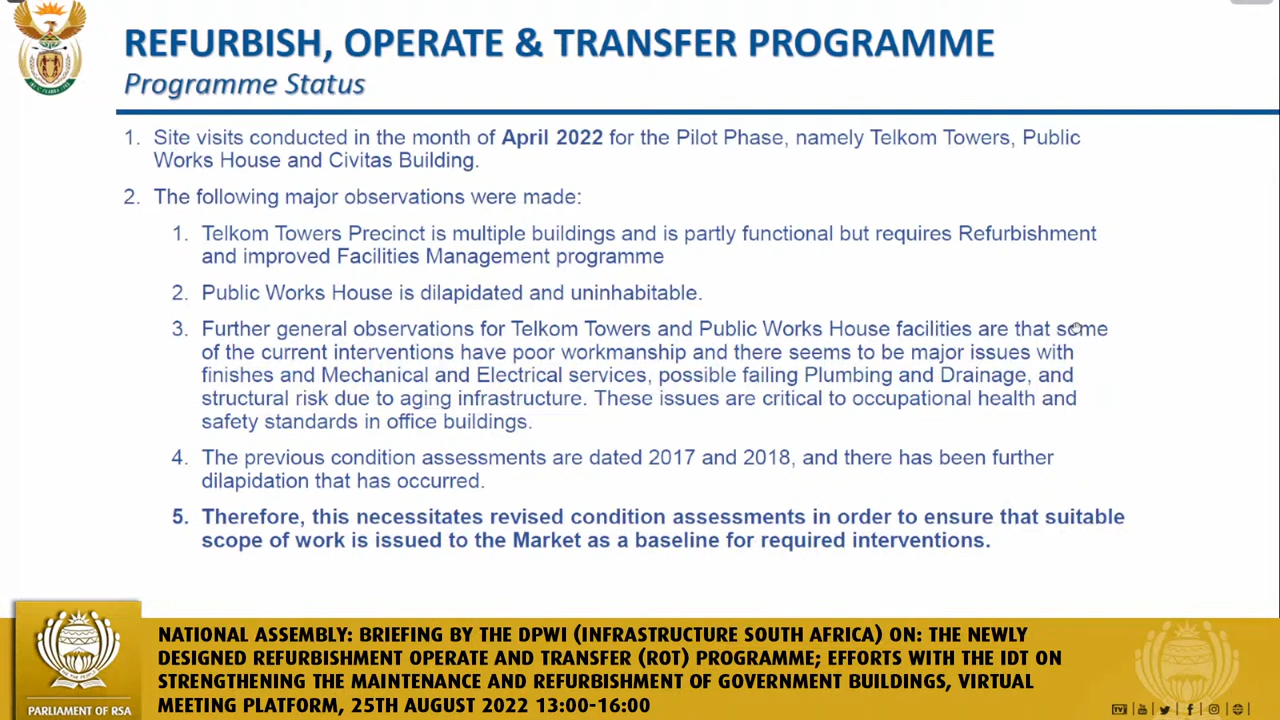 REFURBISH, OPERATE & TRANSFER PROGRAMME
Programme Status
1. Site visits conducted in the month of April 2022 for the Pilot Phase, namely Telkom Towers, Public
Works House and Civitas Building.
2. The following major observations were made:
1. Telkom Towers Precinct is multiple buildings and is partly functional but requires Refurbishment
and improved Facilities Management programme
2. Public Works House is dilapidated and uninhabitable.
3. Further general observations for Telkom Towers and Public Works House facilities are that some
of the current interventions have poor workmanship and there seems to be major issues with
finishes and Mechanical and Electrical services, possible failing Plumbing and Drainage, and
structural risk due to aging infrastructure. These issues are critical to occupational health and
safety standards in office buildings.
4. The previous condition assessments are dated 2017 and 2018, and there has been further
dilapidation that has occurred.
5. Therefore, this necessitates revised condition assessments in order to ensure that suitable
scope of work is issued to the Market as a baseline for required interventions.
NATIONAL ASSEMBLY: BRIEFING BY THE DPWI (INFRASTRUCTURE SOUTH AFRICA) ON: THE NEWLY
DESIGNED REFURBISHMENT OPERATE AND TRANSFER (ROT) PROGRAMME; EFFORTS WITH THE IDT ON
STRENGTHENING THE MAINTENANCE AND REFURBISHMENT OF GOVERNMENT BUILDINGS, VIRTUAL
MEETING PLATFORM, 25TH AUGUST 2022 13:00-16:00
PARLIAMENT OF RSA